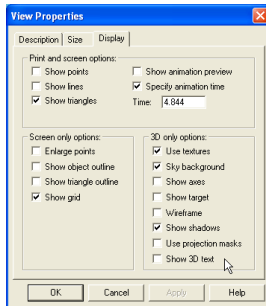 View Properties
Description Size Display
Print and screen options:
Show points
Show lines
Show triangles
Show animation preview
Specify animation time
Time: 4.844
Screen only options:
Enlarge points
Show object outline
Show triangle outline
Show grid
3D only options:
Use textures
Sky background
Show axes
Show target
Wireframe
Show shadows
Use projection masks
Show 3D text
OK Cancel Apply Help